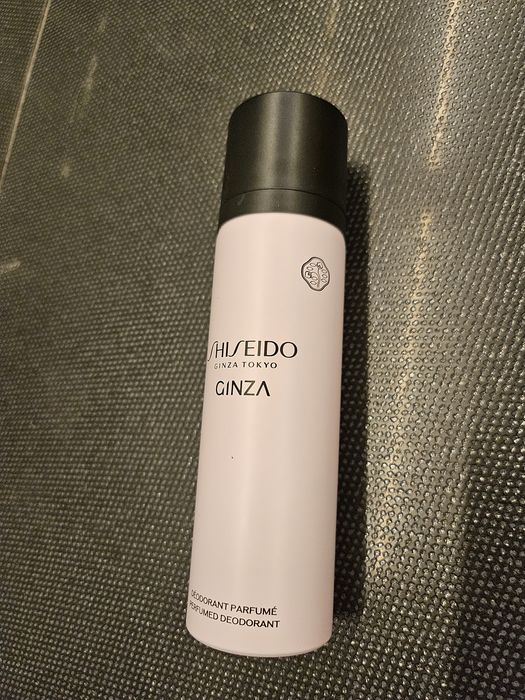 SHISEIDO
GINZA TOKYO
GINZA
DÉODORANT PARFUMÉ
PERFUMED DEODORANT